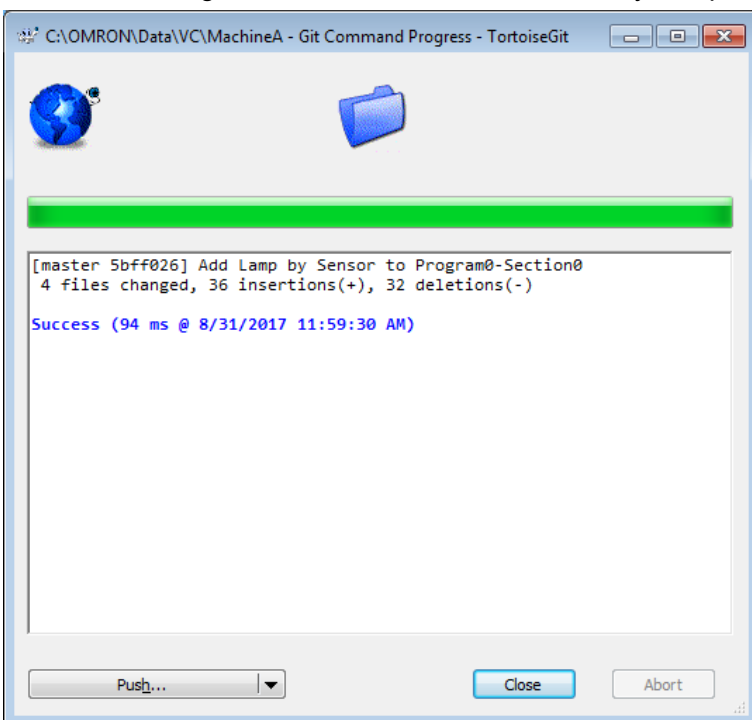 C:\OMRON\Data\VC\MachineA - Git Command Progress - TortoiseGit
[master 5bff026] Add Lamp by Sensor to Program0-Section0
4 files changed, 36 insertions(+), 32 deletions(-)
Success (94 ms @ 8/31/2017 11:59:30 AM)
Push...
Close
Abort